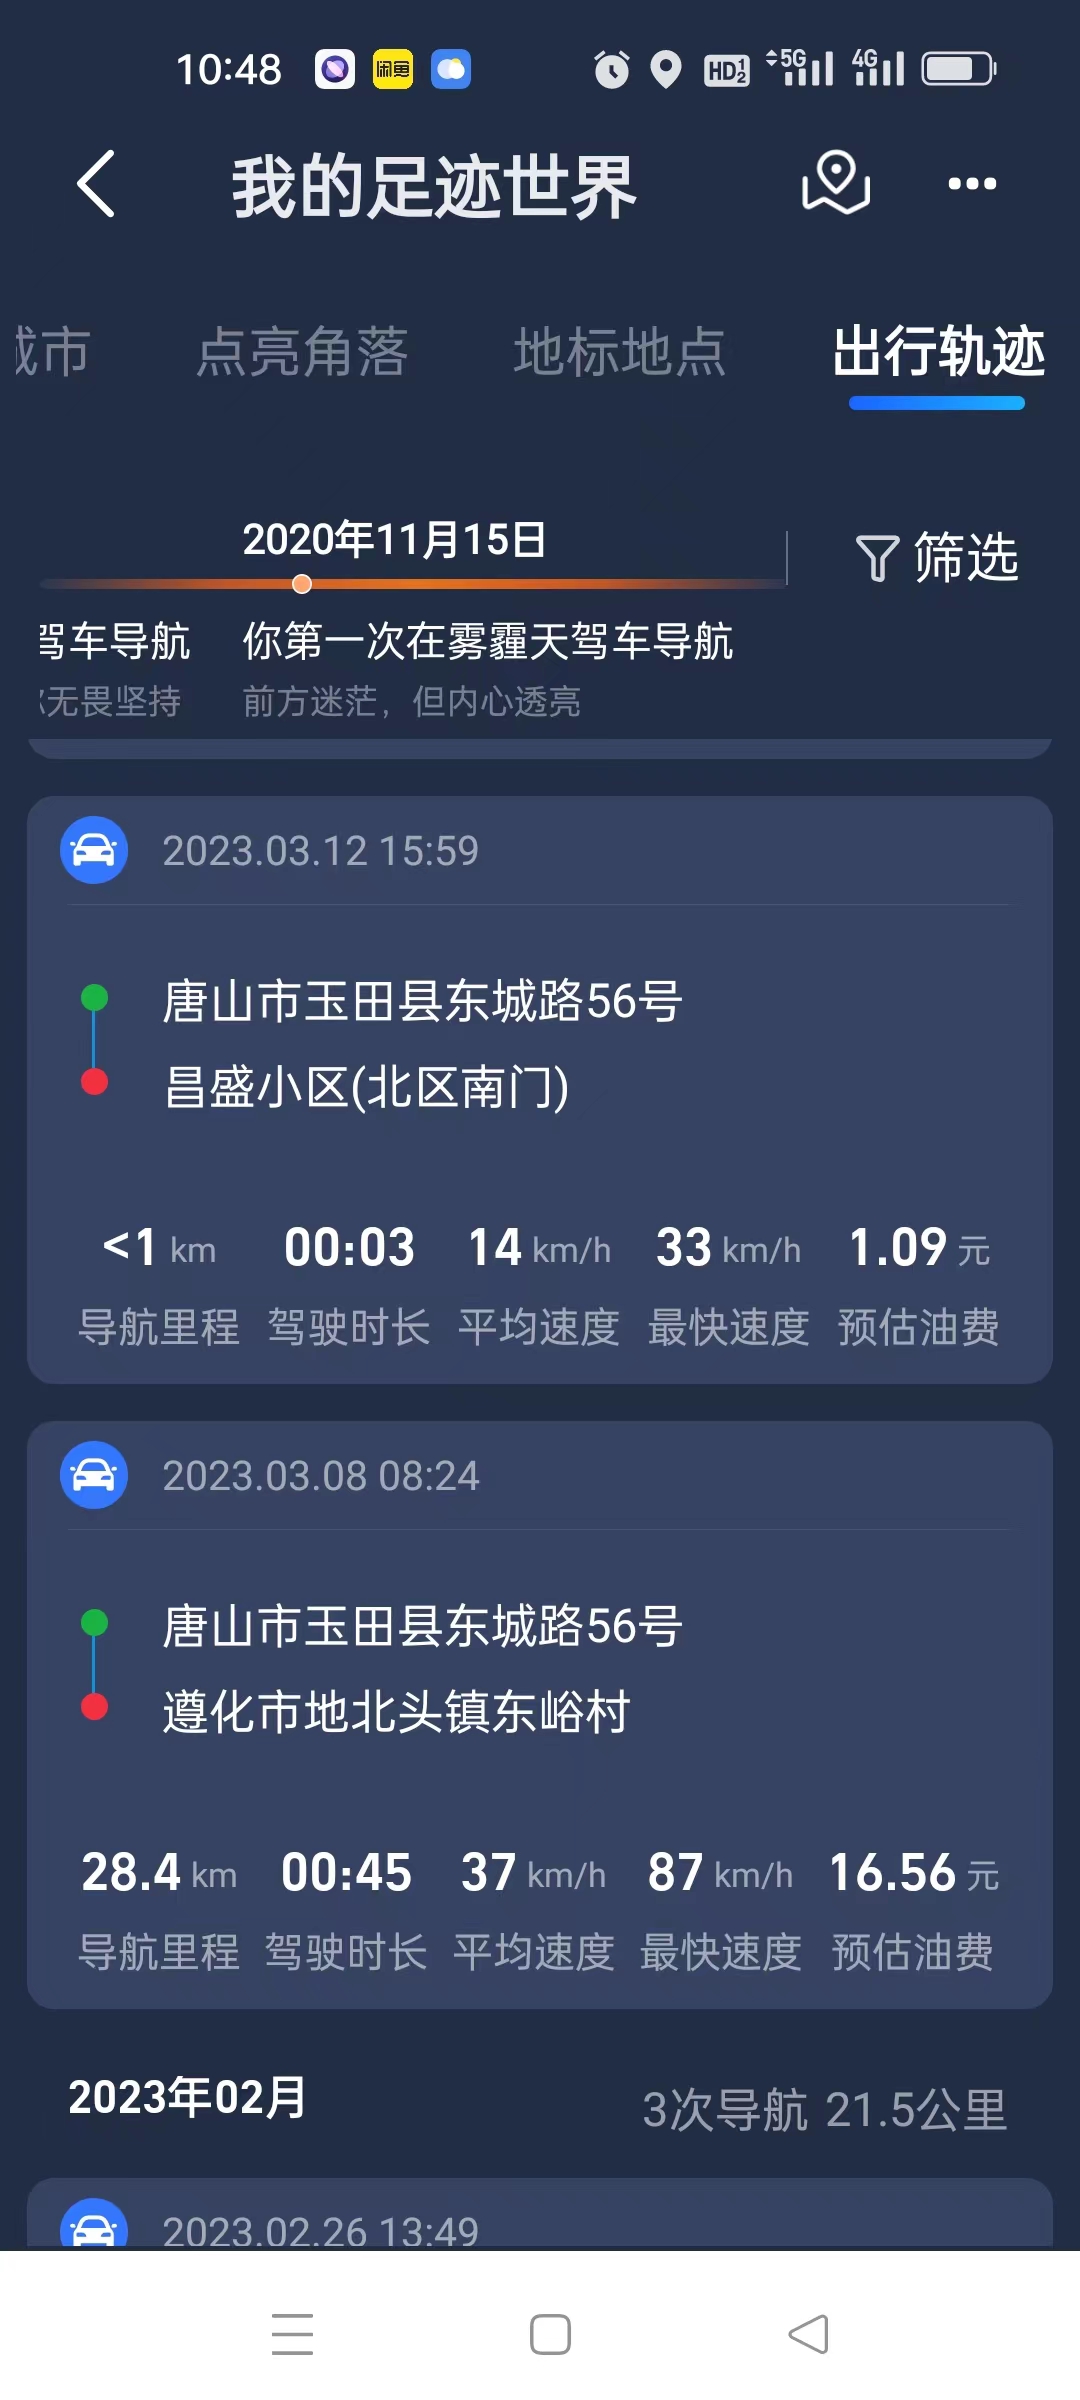 10:48 闲鱼 HD12 5G 4G
我的足迹世界
城市 点亮角落 地标地点 出行轨迹
2020年11月15日
筛选
驾车导航 你第一次在雾霾天驾车导航
无畏坚持 前方迷茫，但内心透亮
2023.03.12 15:59
唐山市玉田县东城路56号
昌盛小区(北区南门)
<1 km 00:03 14 km/h 33 km/h 1.09 元
导航里程 驾驶时长 平均速度 最快速度 预估油费
2023.03.08 08:24
唐山市玉田县东城路56号
遵化市地北头镇东峪村
28.4 km 00:45 37 km/h 87 km/h 16.56 元
导航里程 驾驶时长 平均速度 最快速度 预估油费
2023年02月
3次导航 21.5公里
2023.02.26 13:49